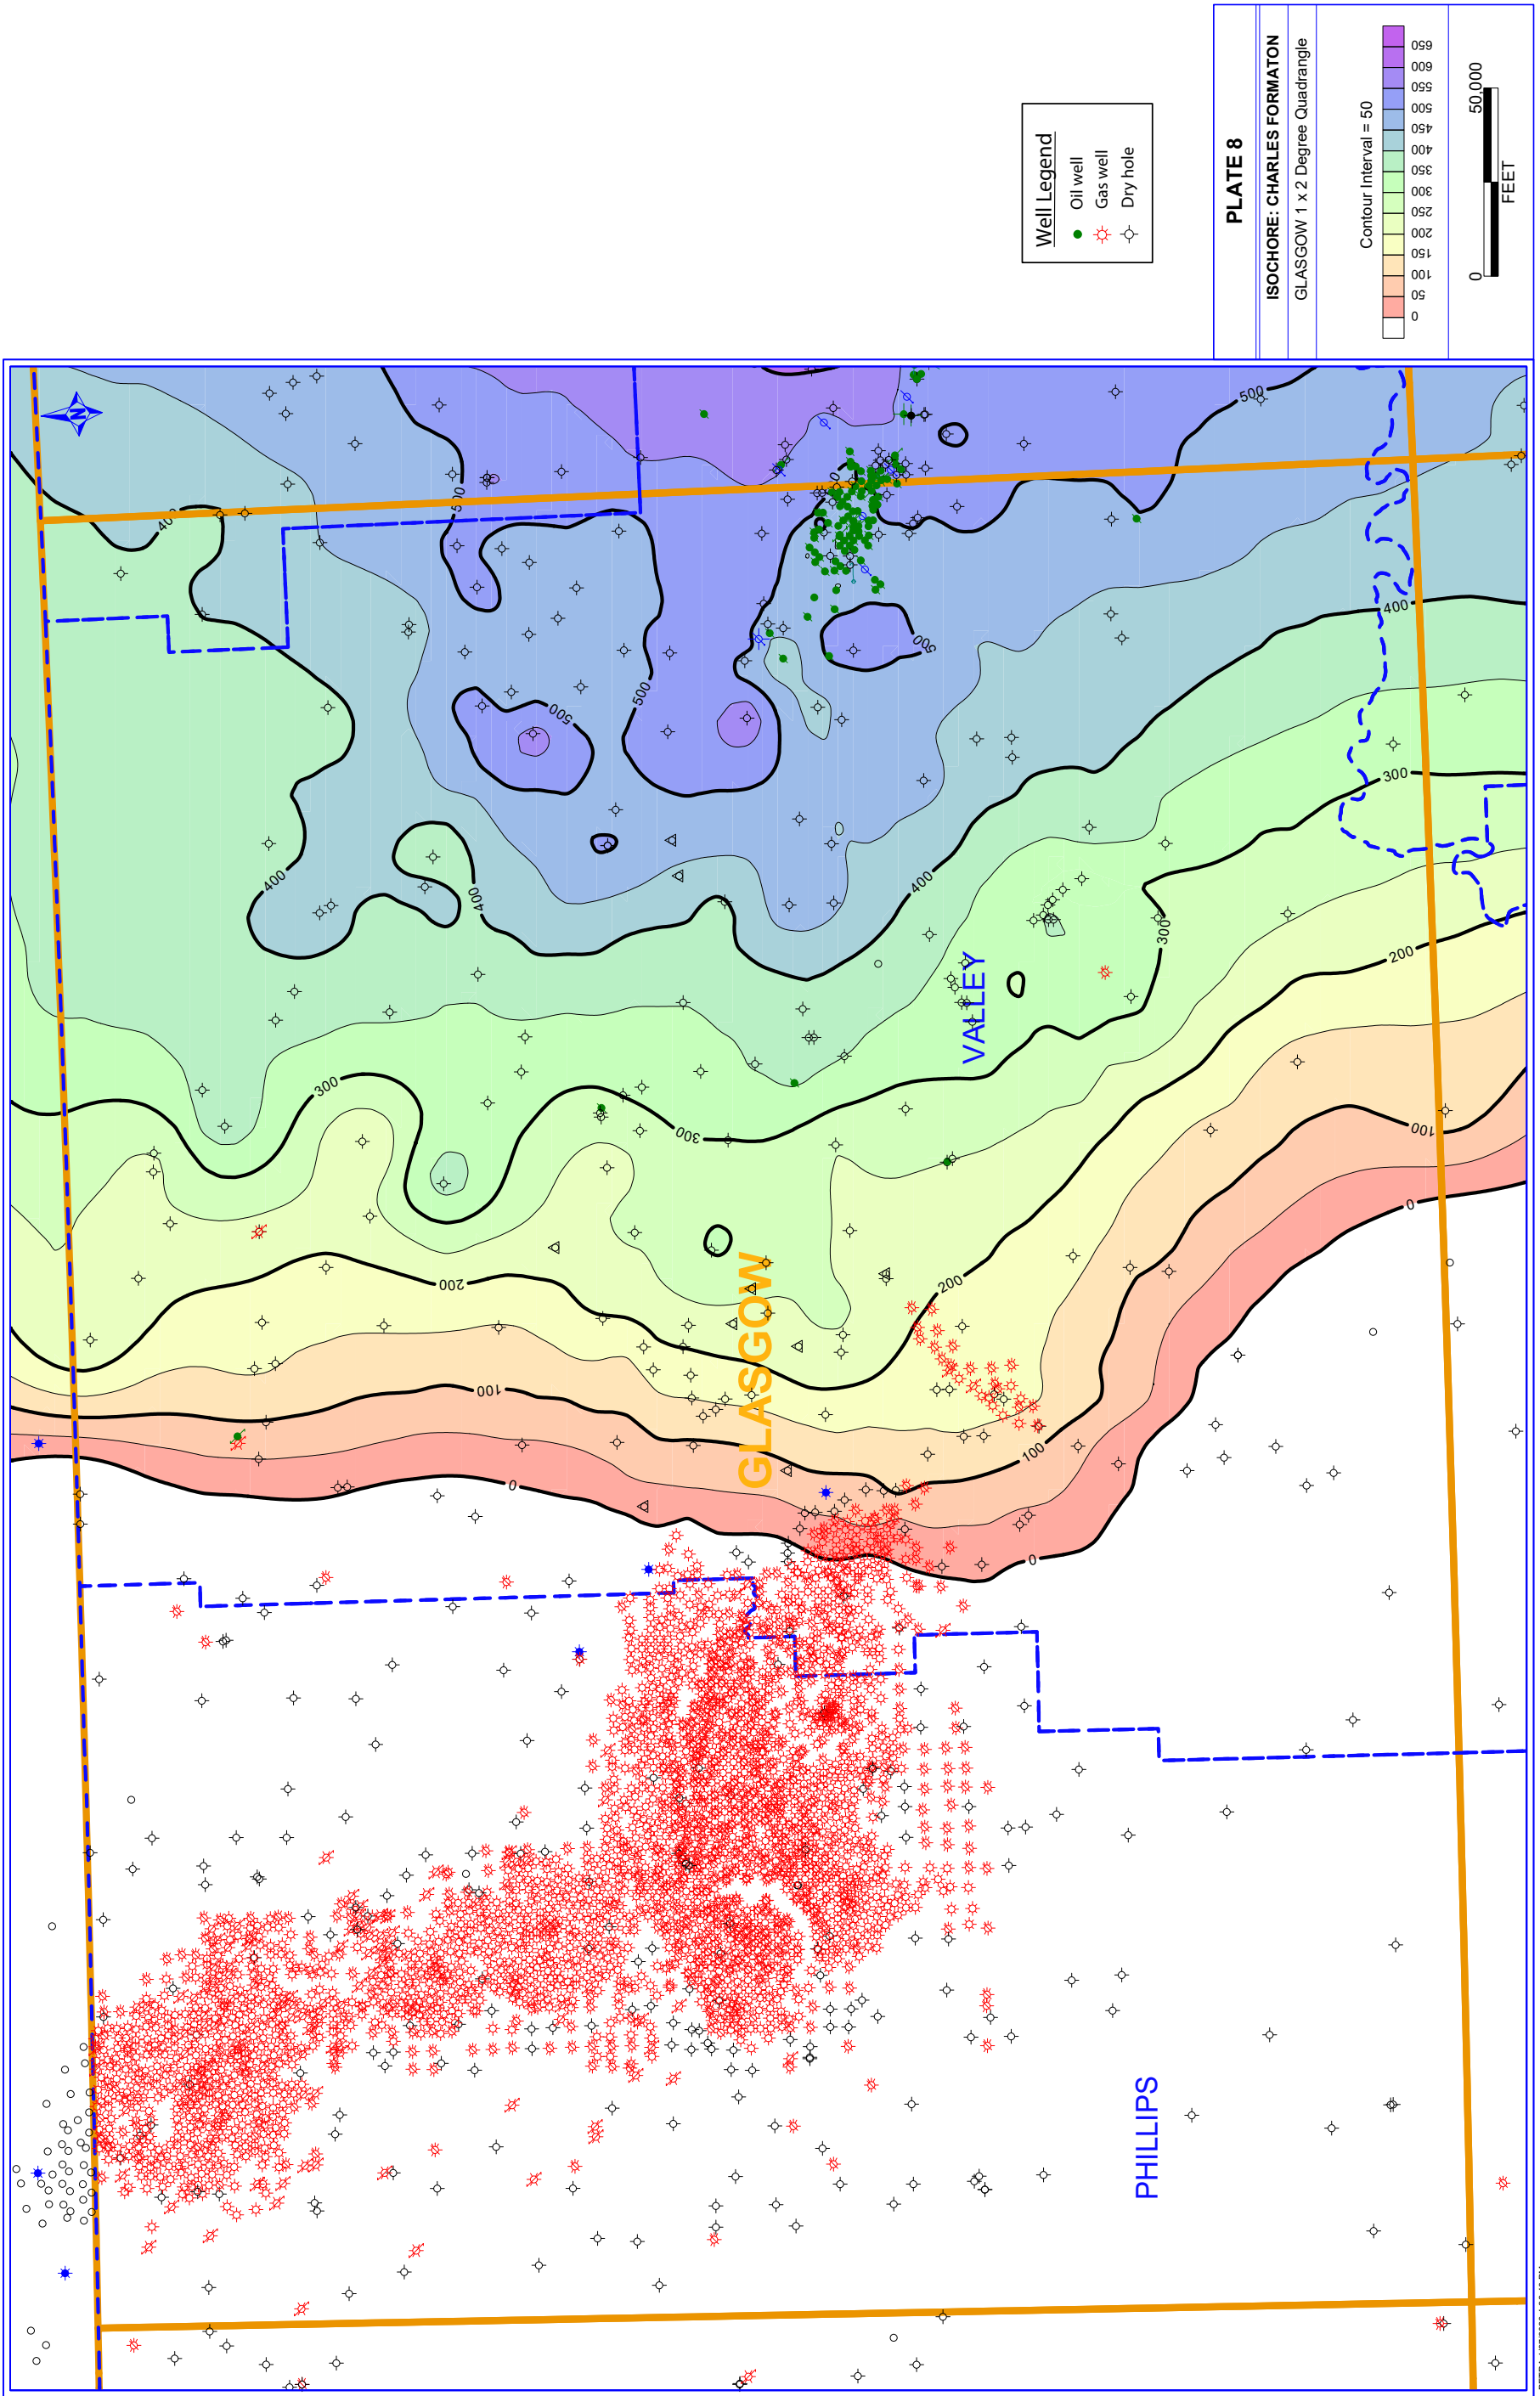 PLATE 8
ISOCHORE: CHARLES FORMATON
GLASGOW 1 x 2 Degree Quadrangle
Contour Interval = 50
0 50 100 150 200 250 300 350 400 450 500 550 600 650
0 50,000
FEET
Well Legend
Oil well
Gas well
Dry hole
N
400
500
500
500
500
500
400
400
400
400
300
300
300
300
200
200
200
100
100
100
0
0
0
VALLEY
GLASGOW
PHILLIPS